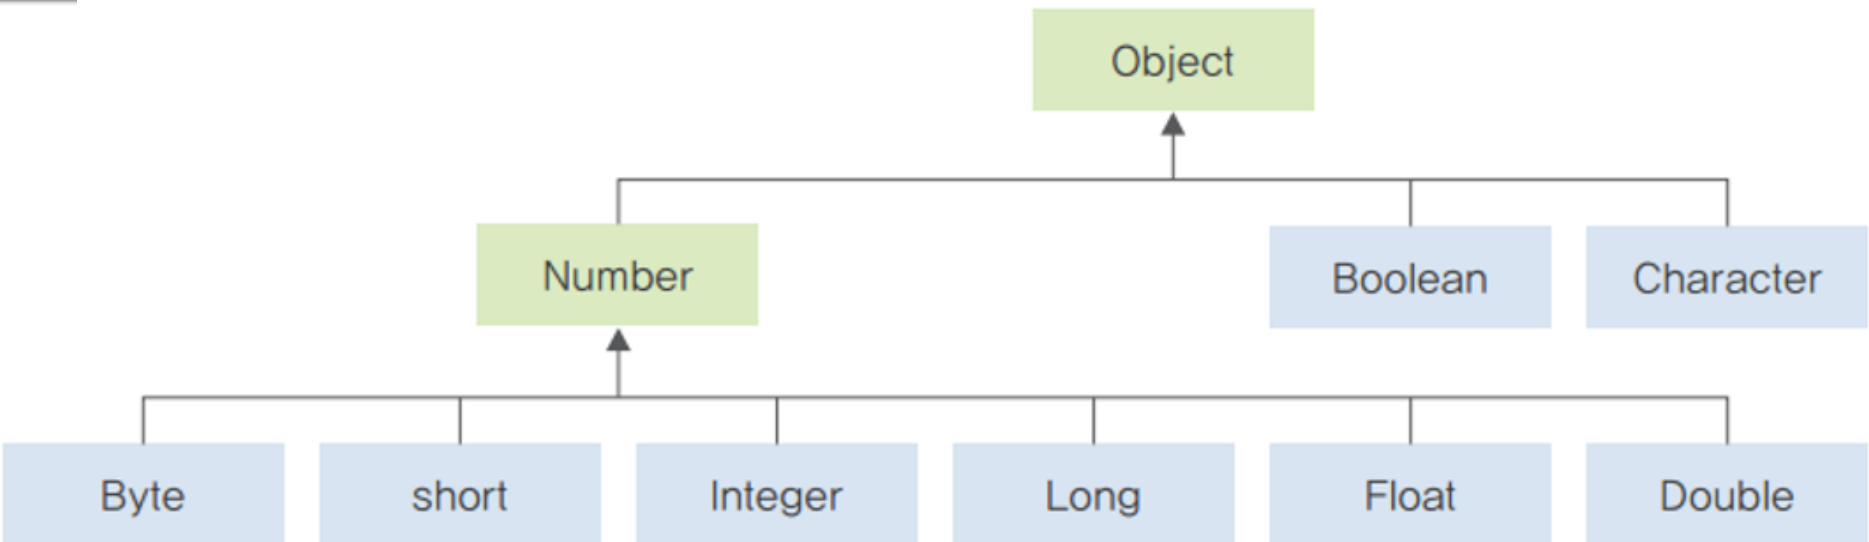 Object
Number
Boolean
Character
Byte
short
Integer
Long
Float
Double